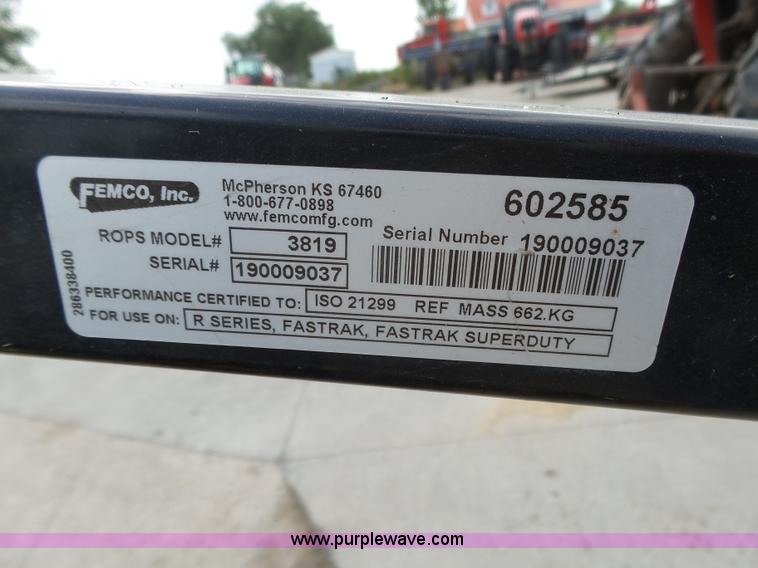 FEMCO, Inc.
McPherson KS 67460
1-800-677-0898
www.femcomfg.com
602585
ROPS MODEL# 3819
SERIAL# 190009037
Serial Number 190009037
PERFORMANCE CERTIFIED TO: ISO 21299 REF MASS 662.KG
FOR USE ON: R SERIES, FASTRAK, FASTRAK SUPERDUTY
286338400
www.purplewave.com